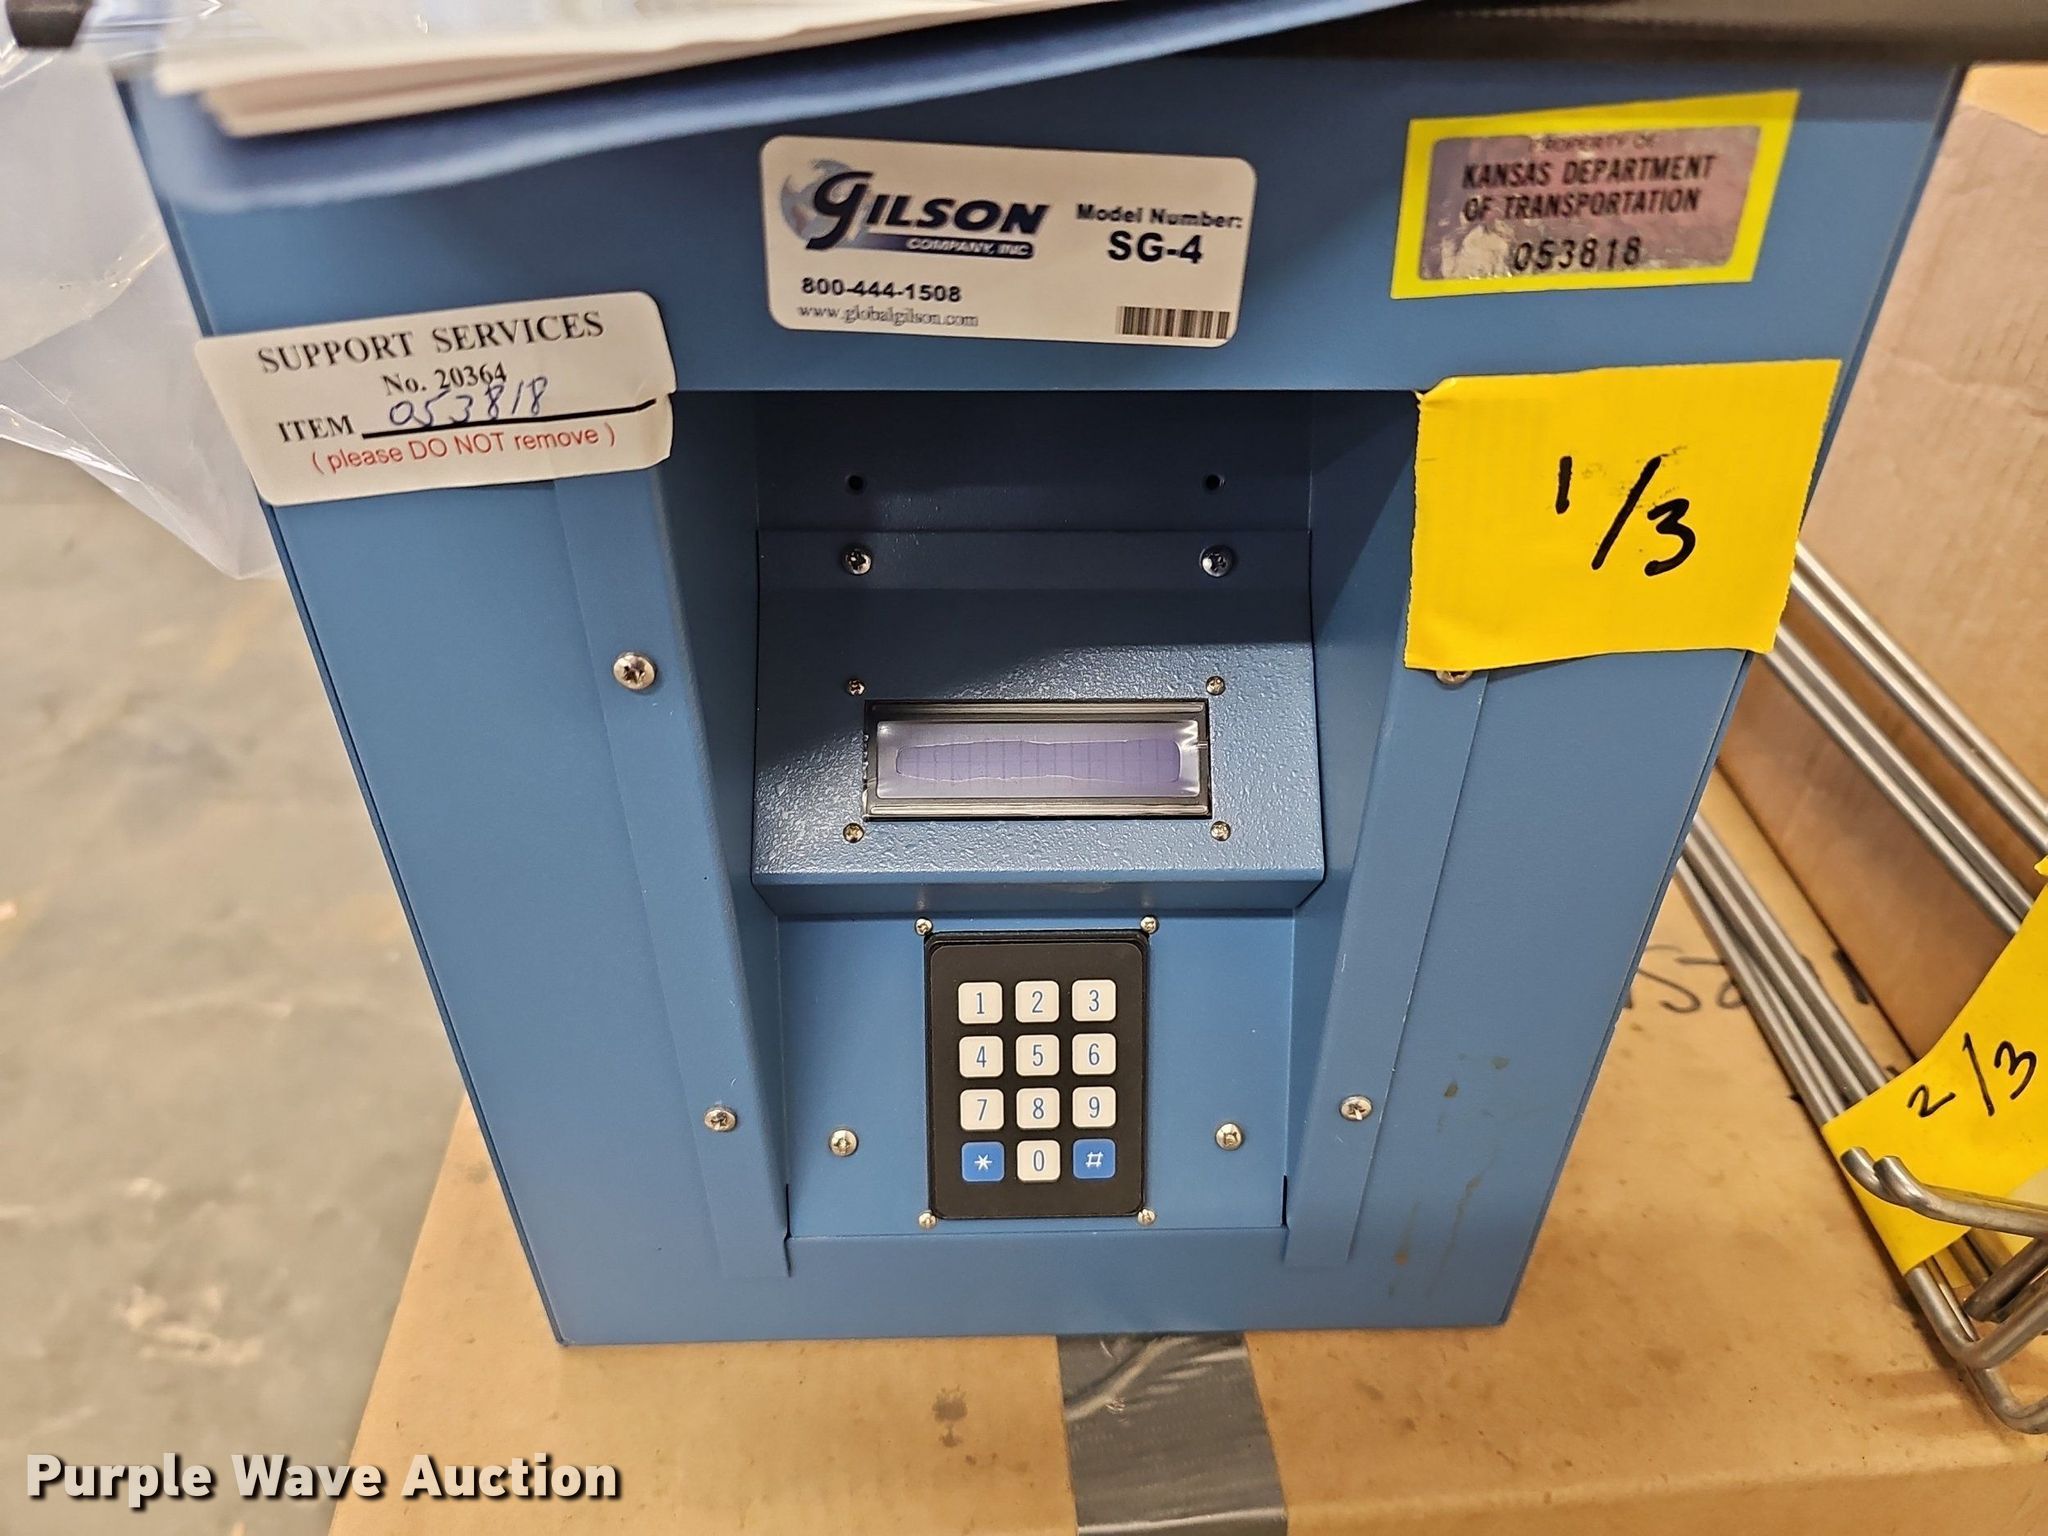 GILSON
COMPANY, INC
Model Number:
SG-4
800-444-1508
www.globalgilson.com
PROPERTY OF
KANSAS DEPARTMENT
OF TRANSPORTATION
053818
SUPPORT SERVICES
No. 20364
ITEM 053818
(please DO NOT remove)
1/3
1 2 3
4 5 6
7 8 9
* 0 #
2/3
Purple Wave Auction